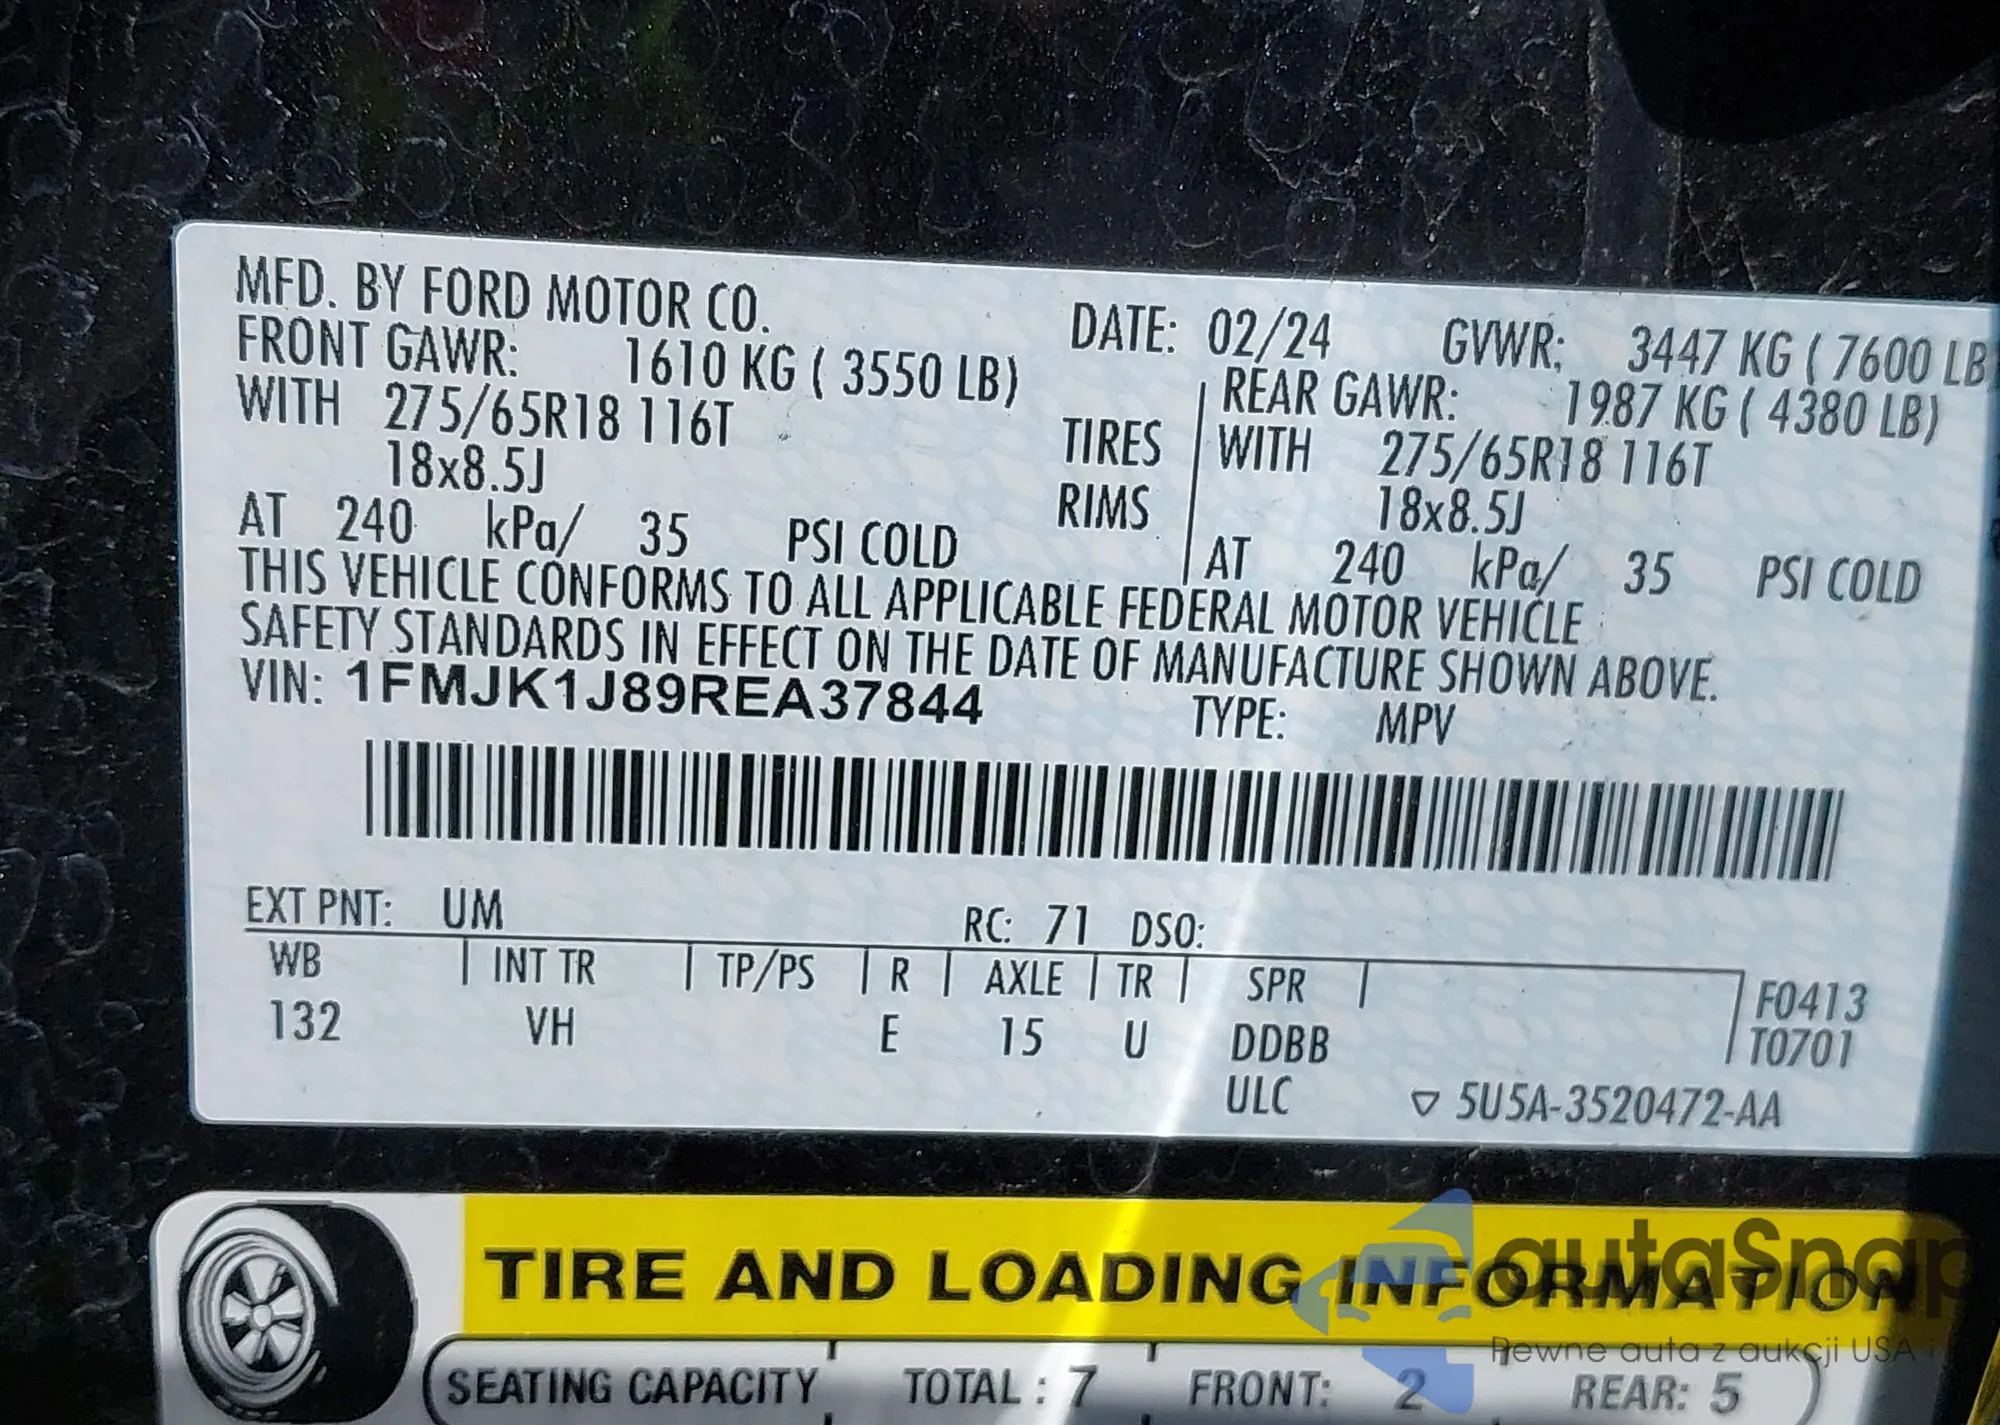 MFD. BY FORD MOTOR CO.
DATE: 02/24 GVWR: 3447 KG ( 7600 LB
FRONT GAWR: 1610 KG ( 3550 LB)
REAR GAWR: 1987 KG ( 4380 LB)
WITH 275/65R18 116T TIRES WITH 275/65R18 116T
18x8.5J RIMS 18x8.5J
AT 240 kPa/ 35 PSI COLD AT 240 kPa/ 35 PSI COLD
THIS VEHICLE CONFORMS TO ALL APPLICABLE FEDERAL MOTOR VEHICLE
SAFETY STANDARDS IN EFFECT ON THE DATE OF MANUFACTURE SHOWN ABOVE.
VIN: 1FMJK1J89REA37844 TYPE: MPV
EXT PNT: UM RC: 71 DSO:
WB INT TR TP/PS R AXLE TR SPR F0413
132 VH E 15 U DDBB T0701
ULC 5U5A-3520472-AA
TIRE AND LOADING INFORMATION
autaSnap
Pewne auta z aukcji USA i
SEATING CAPACITY TOTAL : 7 FRONT: 2 REAR: 5